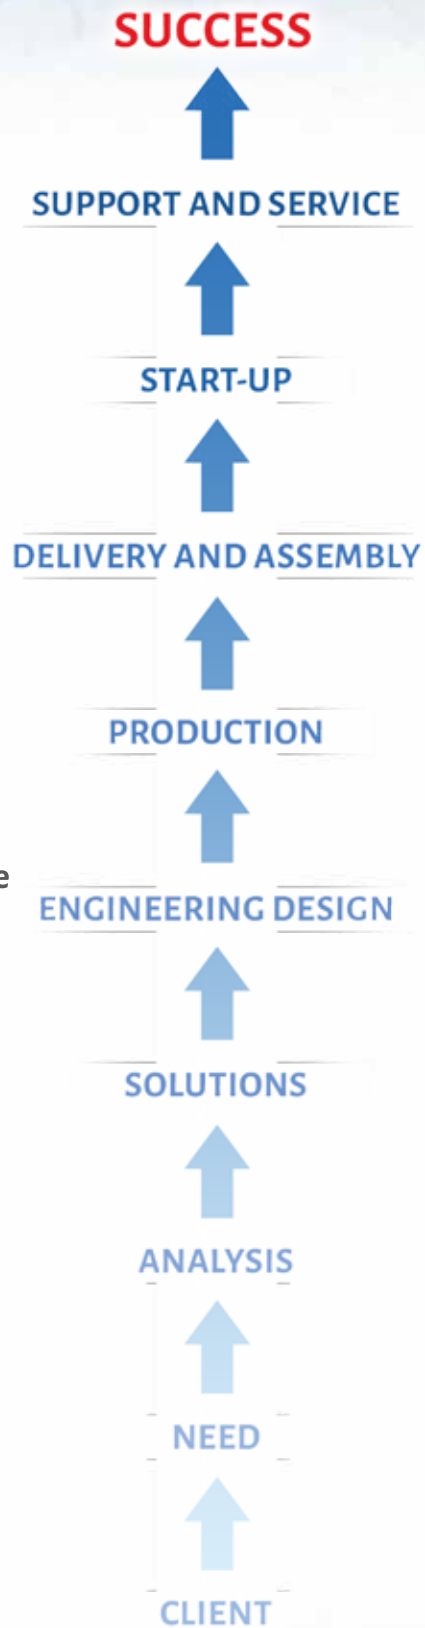 SUCCESS
SUPPORT AND SERVICE
START-UP
DELIVERY AND ASSEMBLY
PRODUCTION
e
ENGINEERING DESIGN
SOLUTIONS
ANALYSIS
NEED
CLIENT